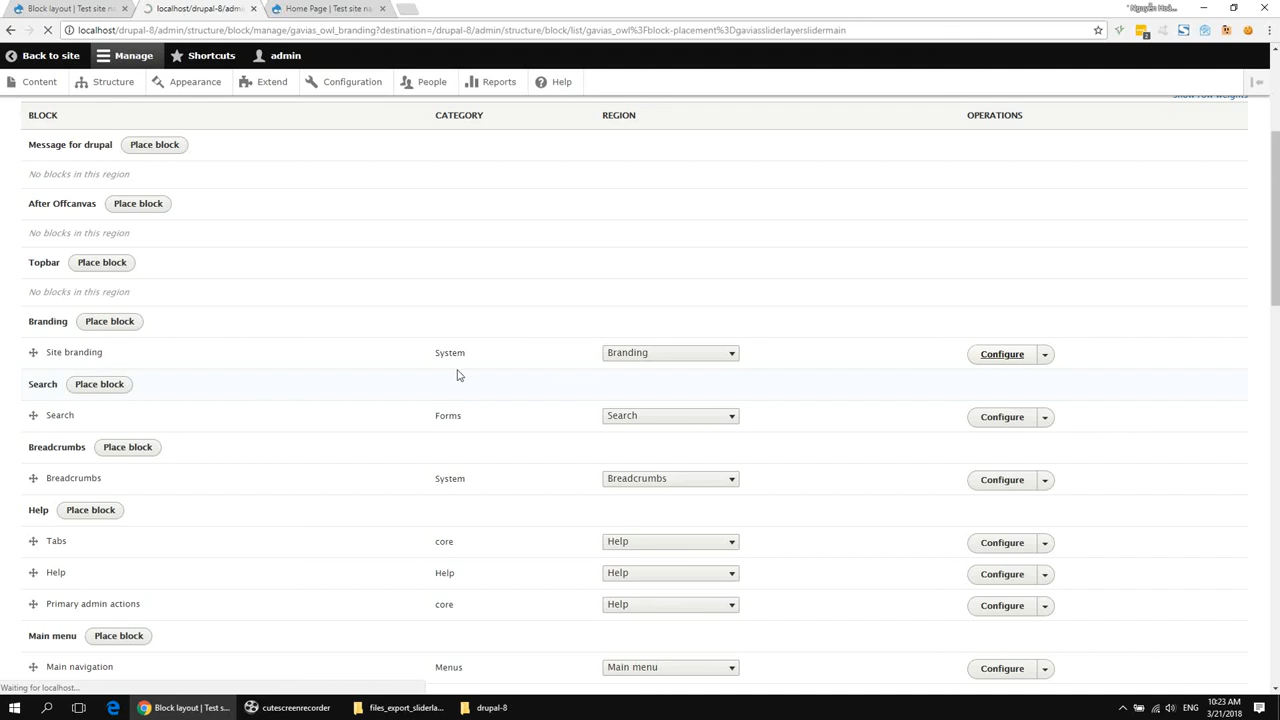 Block layout | Test site na
localhost/drupal-8/admi
Home Page | Test site na
localhost/drupal-8/admin/structure/block/manage/gavias_owl_branding?destination=/drupal-8/admin/structure/block/list/gavias_owl%3Fblock-placement%3Dgaviassliderlayerslidermain
Back to site
Manage
Shortcuts
admin
Content
Structure
Appearance
Extend
Configuration
People
Reports
Help
Show row weights
BLOCK CATEGORY REGION OPERATIONS
Message for drupal Place block
No blocks in this region
After Offcanvas Place block
No blocks in this region
Topbar Place block
No blocks in this region
Branding Place block
Site branding System Branding Configure
Search Place block
Search Forms Search Configure
Breadcrumbs Place block
Breadcrumbs System Breadcrumbs Configure
Help Place block
Tabs core Help Configure
Help Help Help Configure
Primary admin actions core Help Configure
Main menu Place block
Main navigation Menus Main menu Configure
Waiting for localhost...
Block layout | Test s...
cutescreenrecorder
files_export_sliderla...
drupal-8
ENG
10:23 AM
3/21/2018